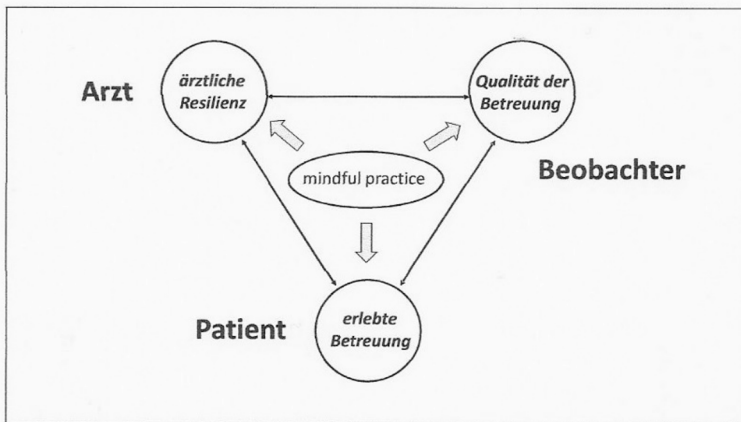 Arzt
ärztliche
Resilienz
Qualität der
Betreuung
Beobachter
mindful practice
Patient
erlebte
Betreuung